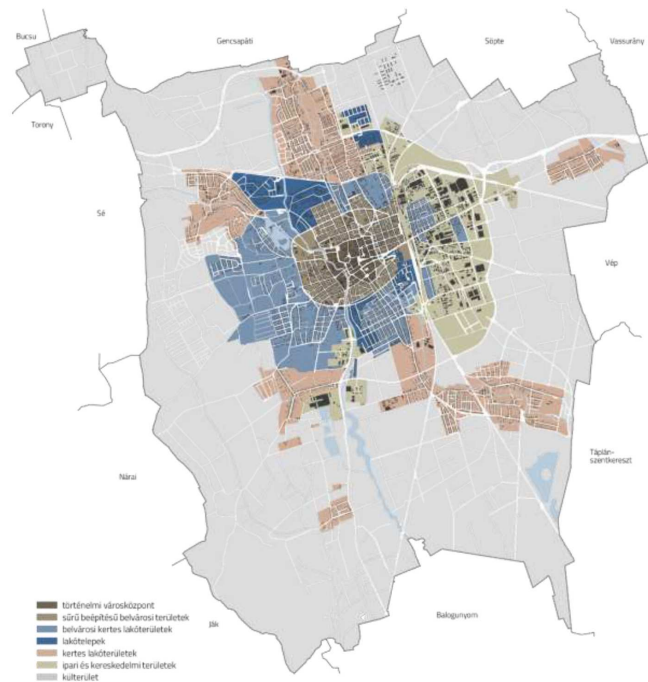 Bucsu
Gencsapáti
Söpte
Vassurány
Torony
Sé
Vép
Táplán-
szentkereszt
Nárai
Ják
Balogunyom
történelmi városközpont
sűrű beépítésű belvárosi területek
belvárosi kertes lakóterületek
lakótelepek
kertes lakóterületek
ipari és kereskedelmi területek
külterület